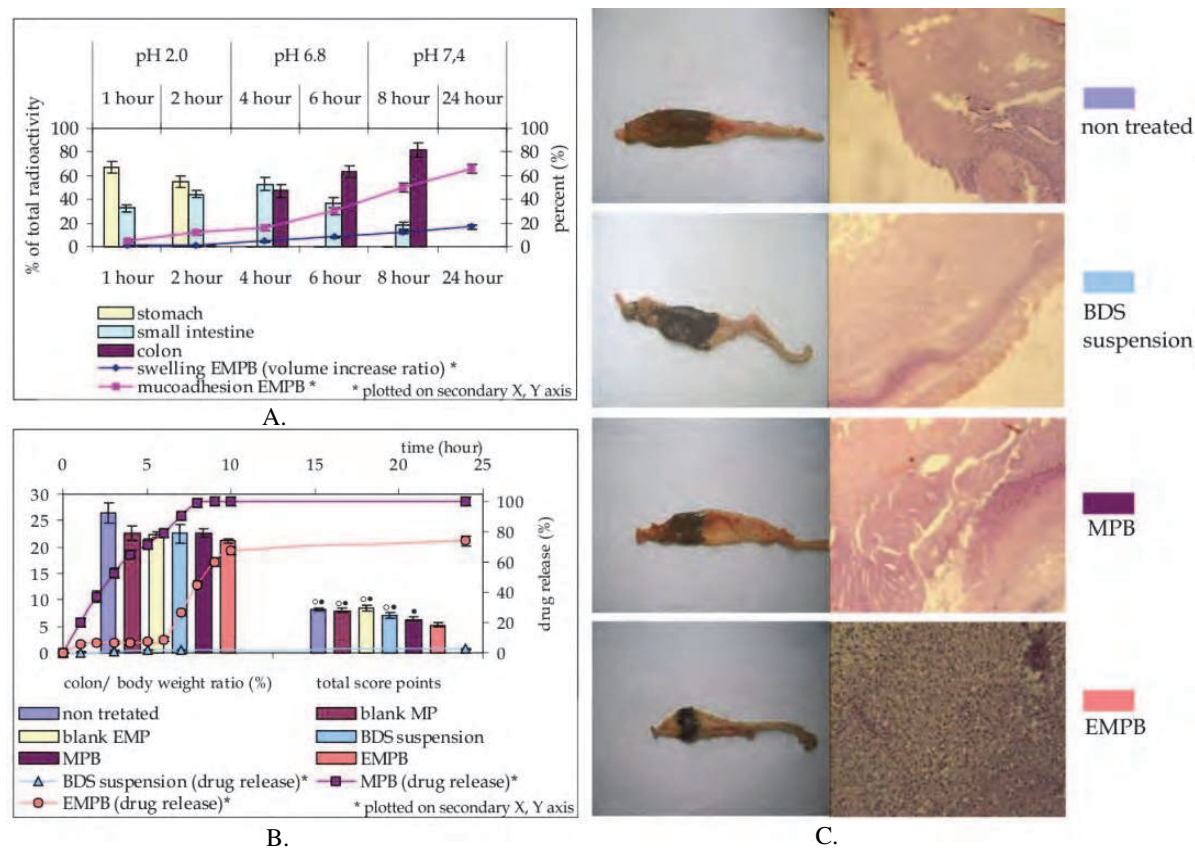 pH 2.0 pH 6.8 pH 7,4
1 hour 2 hour 4 hour 6 hour 8 hour 24 hour
% of total radioactivity
100 80 60 40 20 0
100 80 60 40 20 0
percent (%)
1 hour 2 hour 4 hour 6 hour 8 hour 24 hour
stomach
small intestine
colon
swelling EMPB (volume increase ratio) *
mucoadhesion EMPB * * plotted on secondary X, Y axis
A.
time (hour)
0 5 10 15 20 25
30 25 20 15 10 5 0
100 80 60 40 20 0
drug release (%)
colon/ body weight ratio (%) total score points
non tretated blank MP
blank EMP BDS suspension
MPB EMPB
BDS suspension (drug release)* MPB (drug release)*
EMPB (drug release)* * plotted on secondary X, Y axis
B.
non treated
BDS
suspension
MPB
EMPB
C.